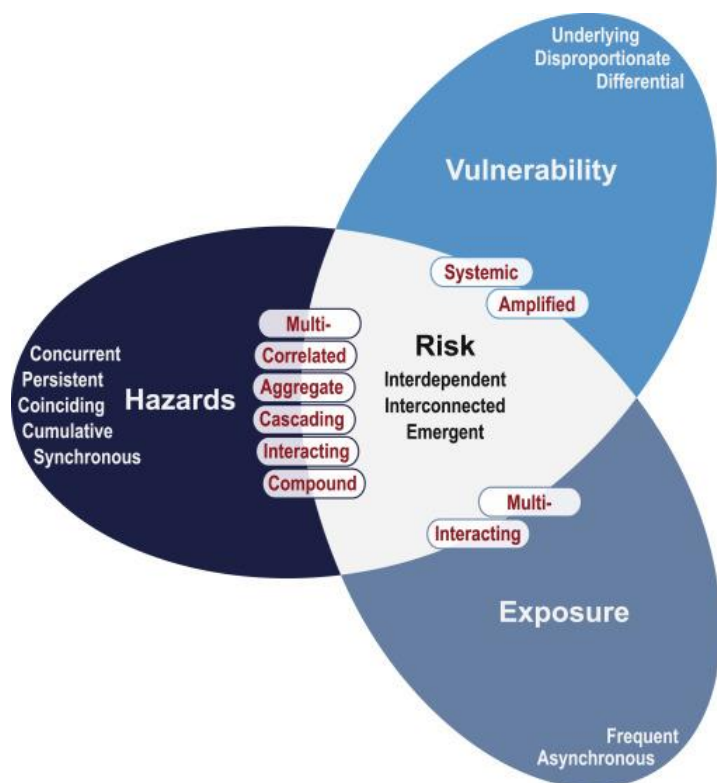 Underlying
Disproportionate
Differential
Vulnerability
Systemic
Amplified
Multi-
Correlated
Aggregate
Cascading
Interacting
Compound
Concurrent
Persistent
Coinciding
Cumulative
Synchronous
Hazards
Risk
Interdependent
Interconnected
Emergent
Multi-
Interacting
Exposure
Frequent
Asynchronous